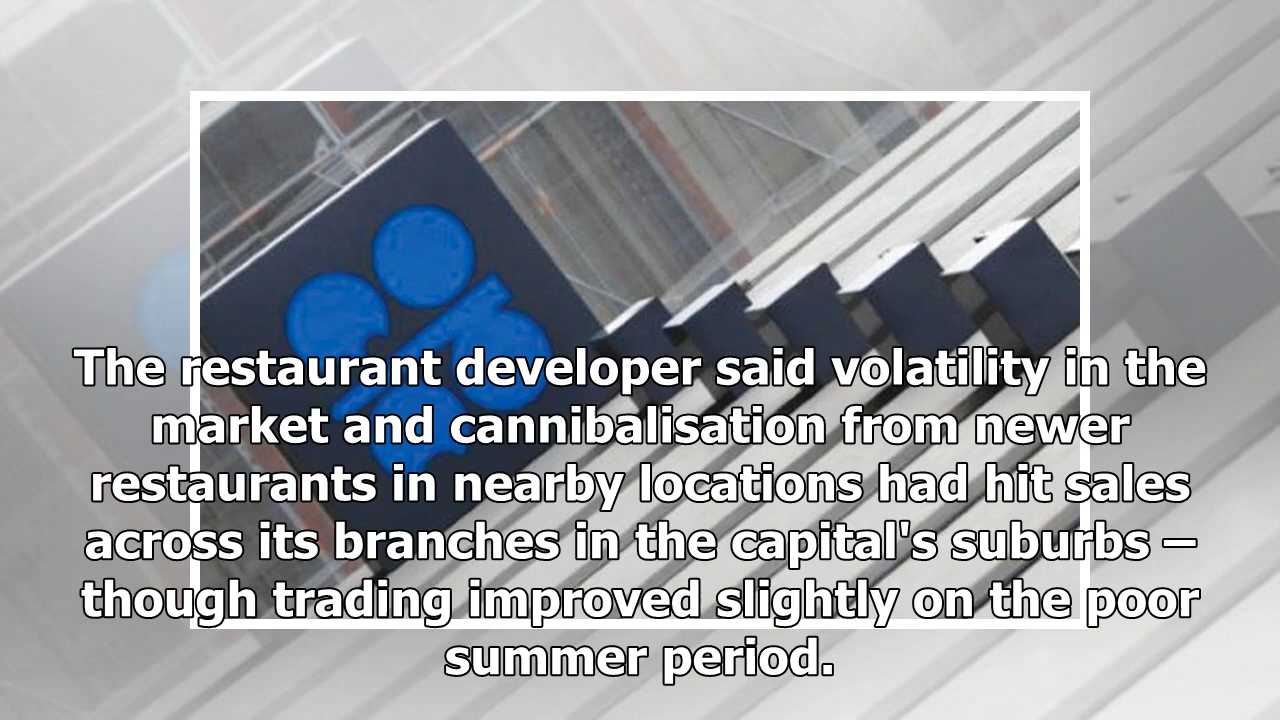 The restaurant developer said volatility in the
market and cannibalisation from newer
restaurants in nearby locations had hit sales
across its branches in the capital's suburbs –
though trading improved slightly on the poor
summer period.